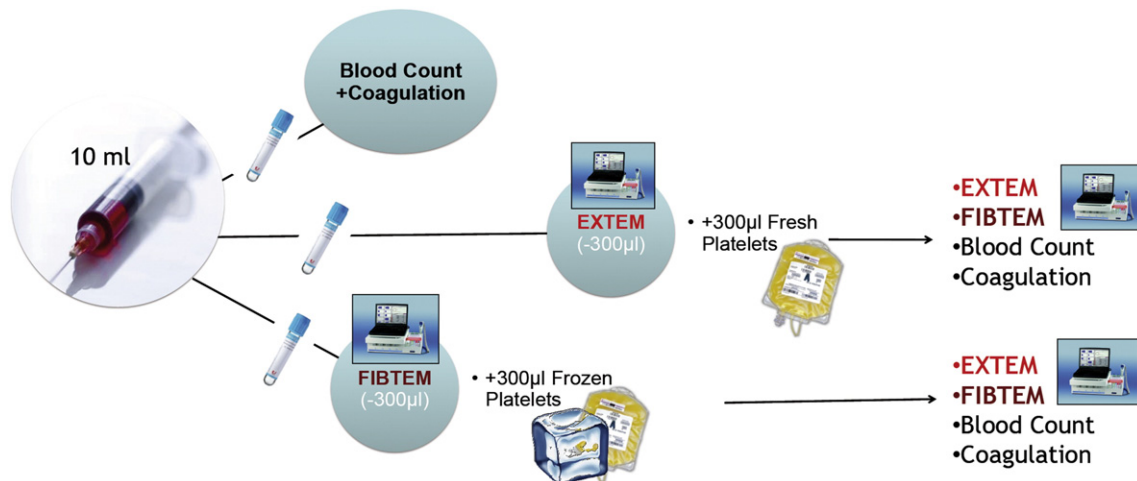 Blood Count
+Coagulation
10 ml
EXTEM
(-300µl)
• +300µl Fresh
Platelets
•EXTEM
•FIBTEM
•Blood Count
•Coagulation
FIBTEM
(-300µl)
• +300µl Frozen
Platelets
•EXTEM
•FIBTEM
•Blood Count
•Coagulation